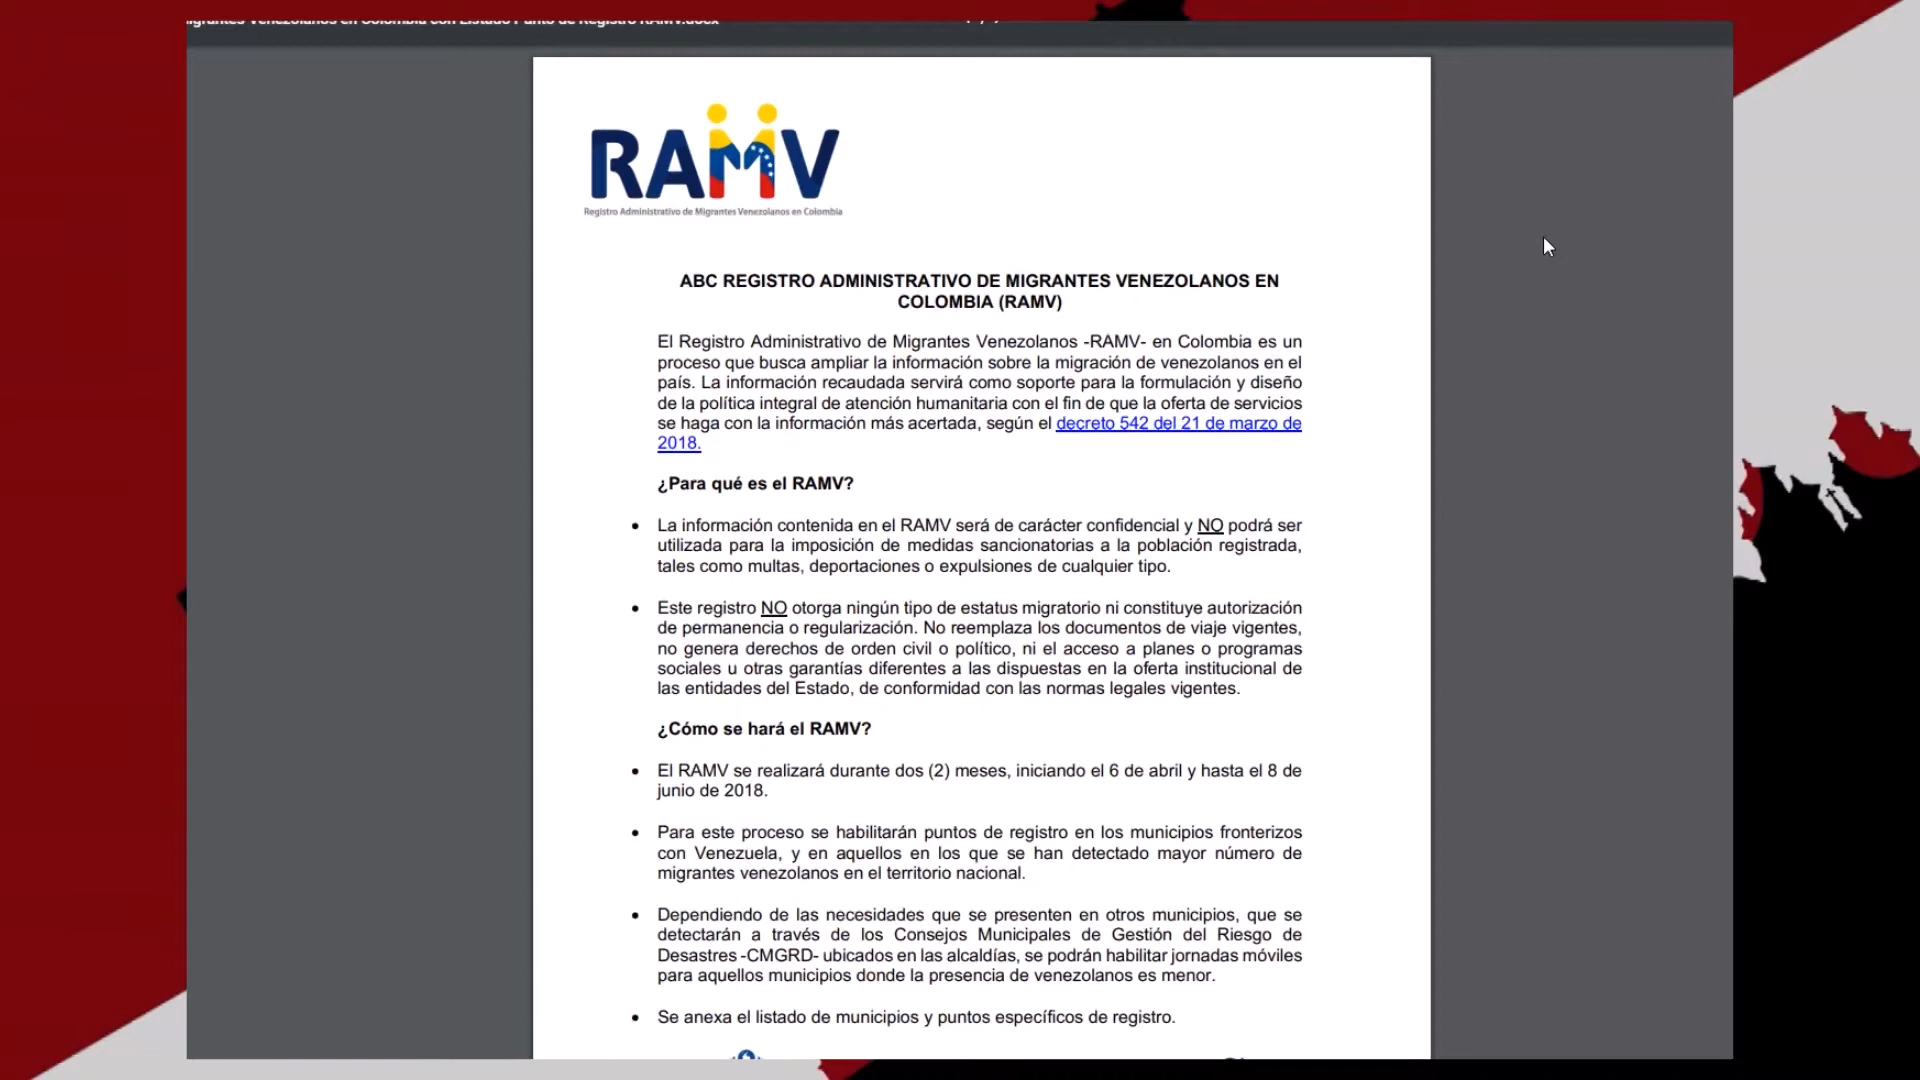 Migrantes Venezolanos en Colombia con Listado Punto de Registro RAMV.docx
RAMV
Registro Administrativo de Migrantes Venezolanos en Colombia
ABC REGISTRO ADMINISTRATIVO DE MIGRANTES VENEZOLANOS EN
COLOMBIA (RAMV)
El Registro Administrativo de Migrantes Venezolanos -RAMV- en Colombia es un
proceso que busca ampliar la información sobre la migración de venezolanos en el
país. La información recaudada servirá como soporte para la formulación y diseño
de la política integral de atención humanitaria con el fin de que la oferta de servicios
se haga con la información más acertada, según el decreto 542 del 21 de marzo de
2018.
¿Para qué es el RAMV?
• La información contenida en el RAMV será de carácter confidencial y NO podrá ser
utilizada para la imposición de medidas sancionatorias a la población registrada,
tales como multas, deportaciones o expulsiones de cualquier tipo.
• Este registro NO otorga ningún tipo de estatus migratorio ni constituye autorización
de permanencia o regularización. No reemplaza los documentos de viaje vigentes,
no genera derechos de orden civil o político, ni el acceso a planes o programas
sociales u otras garantías diferentes a las dispuestas en la oferta institucional de
las entidades del Estado, de conformidad con las normas legales vigentes.
¿Cómo se hará el RAMV?
• El RAMV se realizará durante dos (2) meses, iniciando el 6 de abril y hasta el 8 de
junio de 2018.
• Para este proceso se habilitarán puntos de registro en los municipios fronterizos
con Venezuela, y en aquellos en los que se han detectado mayor número de
migrantes venezolanos en el territorio nacional.
• Dependiendo de las necesidades que se presenten en otros municipios, que se
detectarán a través de los Consejos Municipales de Gestión del Riesgo de
Desastres -CMGRD- ubicados en las alcaldías, se podrán habilitar jornadas móviles
para aquellos municipios donde la presencia de venezolanos es menor.
• Se anexa el listado de municipios y puntos específicos de registro.